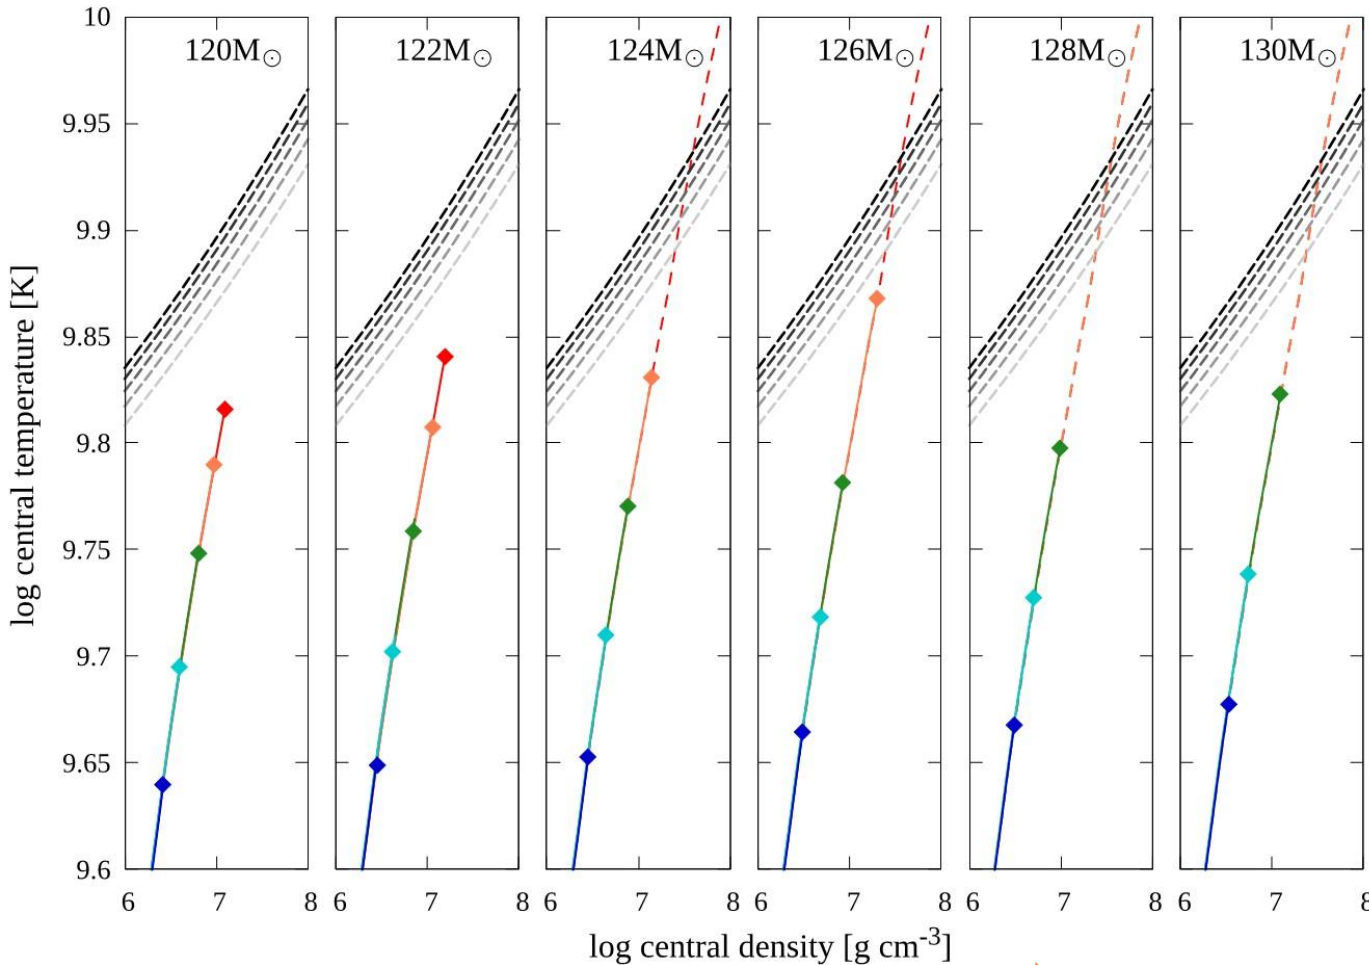 120M☉ 122M☉ 124M☉ 126M☉ 128M☉ 130M☉
10
9.95
9.9
9.85
9.8
9.75
9.7
9.65
9.6
log central temperature [K]
6 7 8 6 7 8 6 7 8 6 7 8 6 7 8 6 7 8
log central density [g cm⁻³]